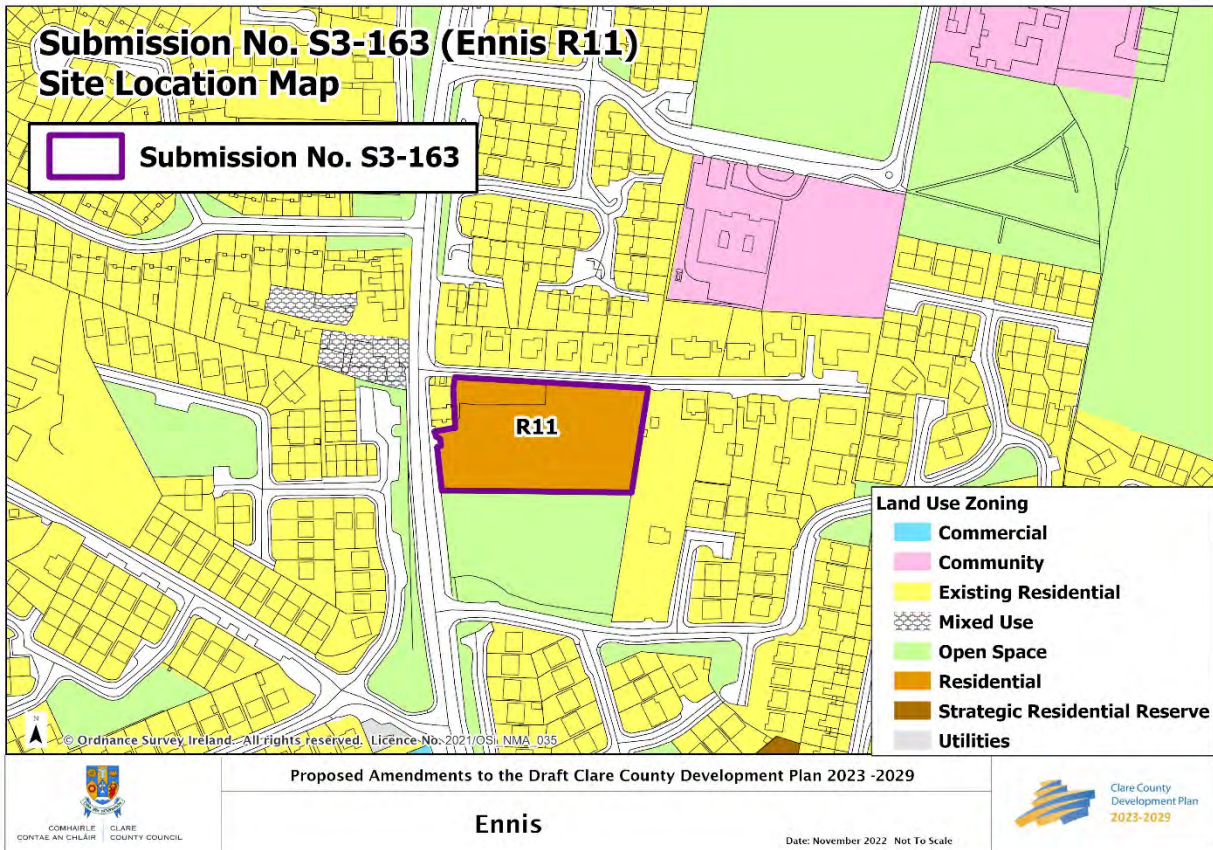 Submission No. S3-163 (Ennis R11)
Site Location Map
Submission No. S3-163
R11
Land Use Zoning
Commercial
Community
Existing Residential
Mixed Use
Open Space
Residential
Strategic Residential Reserve
Utilities
N
© Ordnance Survey Ireland. All rights reserved. Licence No. 2021/OSi_NMA_035
Proposed Amendments to the Draft Clare County Development Plan 2023 -2029
Ennis
Date: November 2022 Not To Scale
COMHAIRLE CONTAE AN CHLÁIR
CLARE COUNTY COUNCIL
Clare County
Development Plan
2023-2029